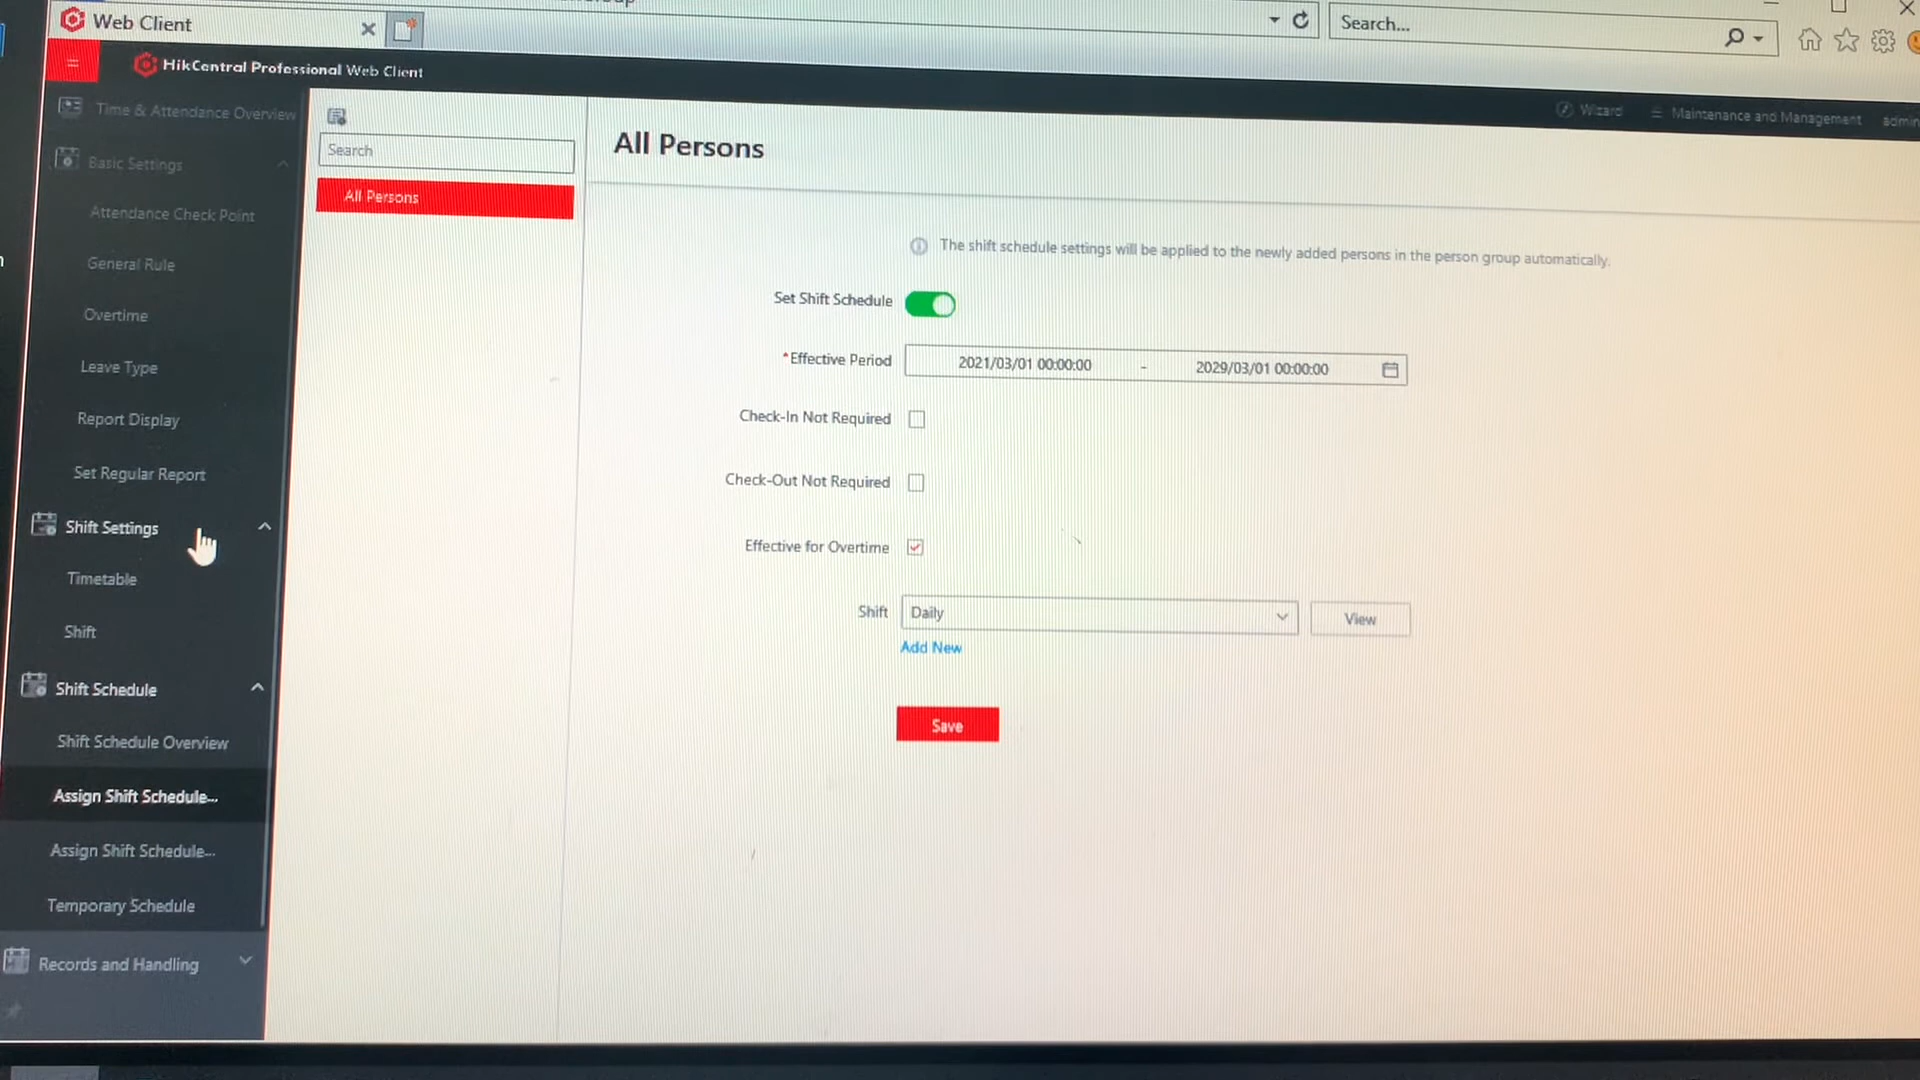 Web Client
Search...
HikCentral Professional Web Client
Wizard
Maintenance and Management
admin
Time & Attendance Overview
Basic Settings
Attendance Check Point
General Rule
Overtime
Leave Type
Report Display
Set Regular Report
Shift Settings
Timetable
Shift
Shift Schedule
Shift Schedule Overview
Assign Shift Schedule...
Assign Shift Schedule...
Temporary Schedule
Records and Handling
Search
All Persons
All Persons
The shift schedule settings will be applied to the newly added persons in the person group automatically.
Set Shift Schedule
*Effective Period 2021/03/01 00:00:00 - 2029/03/01 00:00:00
Check-In Not Required
Check-Out Not Required
Effective for Overtime
Shift Daily View
Add New
Save